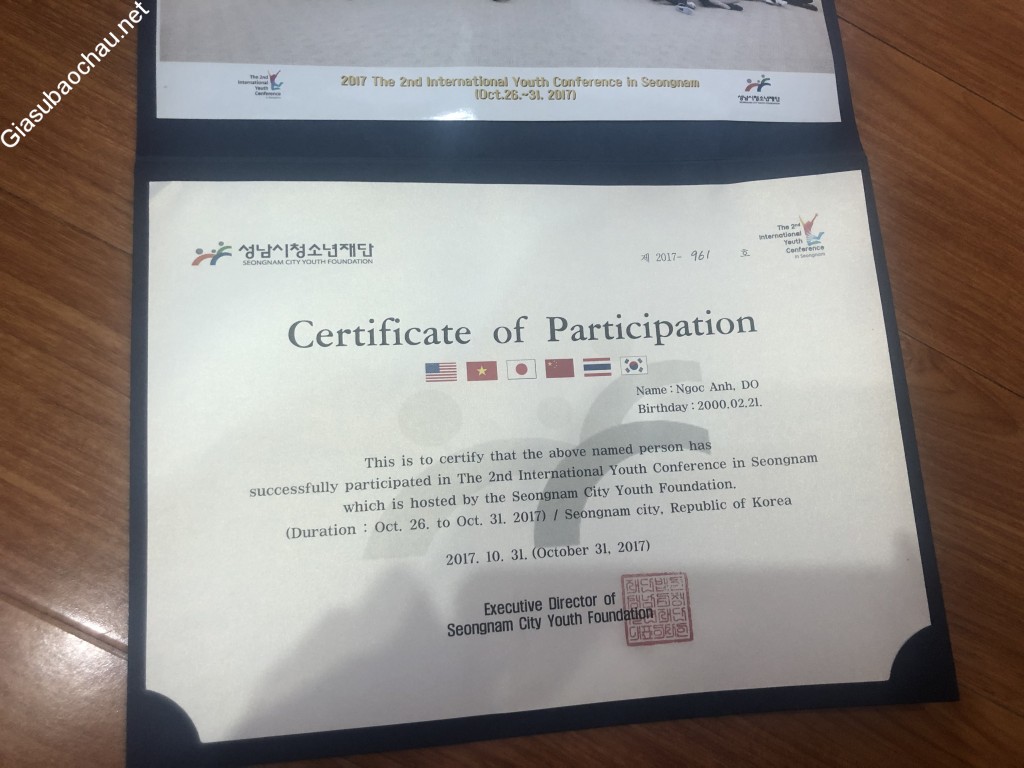 Giasubaochau.net
The 2nd
International
Youth
Conference
2017 The 2nd International Youth Conference in Seongnam
(Oct.26.~31. 2017)
성남시청소년재단
SEONGNAM CITY YOUTH FOUNDATION
제 2017- 961 호
The 2nd
International
Youth
Conference
in Seongnam
Certificate of Participation
Name : Ngoc Anh, DO
Birthday : 2000.02.21.
This is to certify that the above named person has
successfully participated in The 2nd International Youth Conference in Seongnam
which is hosted by the Seongnam City Youth Foundation.
(Duration : Oct. 26. to Oct. 31. 2017) / Seongnam city, Republic of Korea
2017. 10. 31. (October 31, 2017)
Executive Director of
Seongnam City Youth Foundation